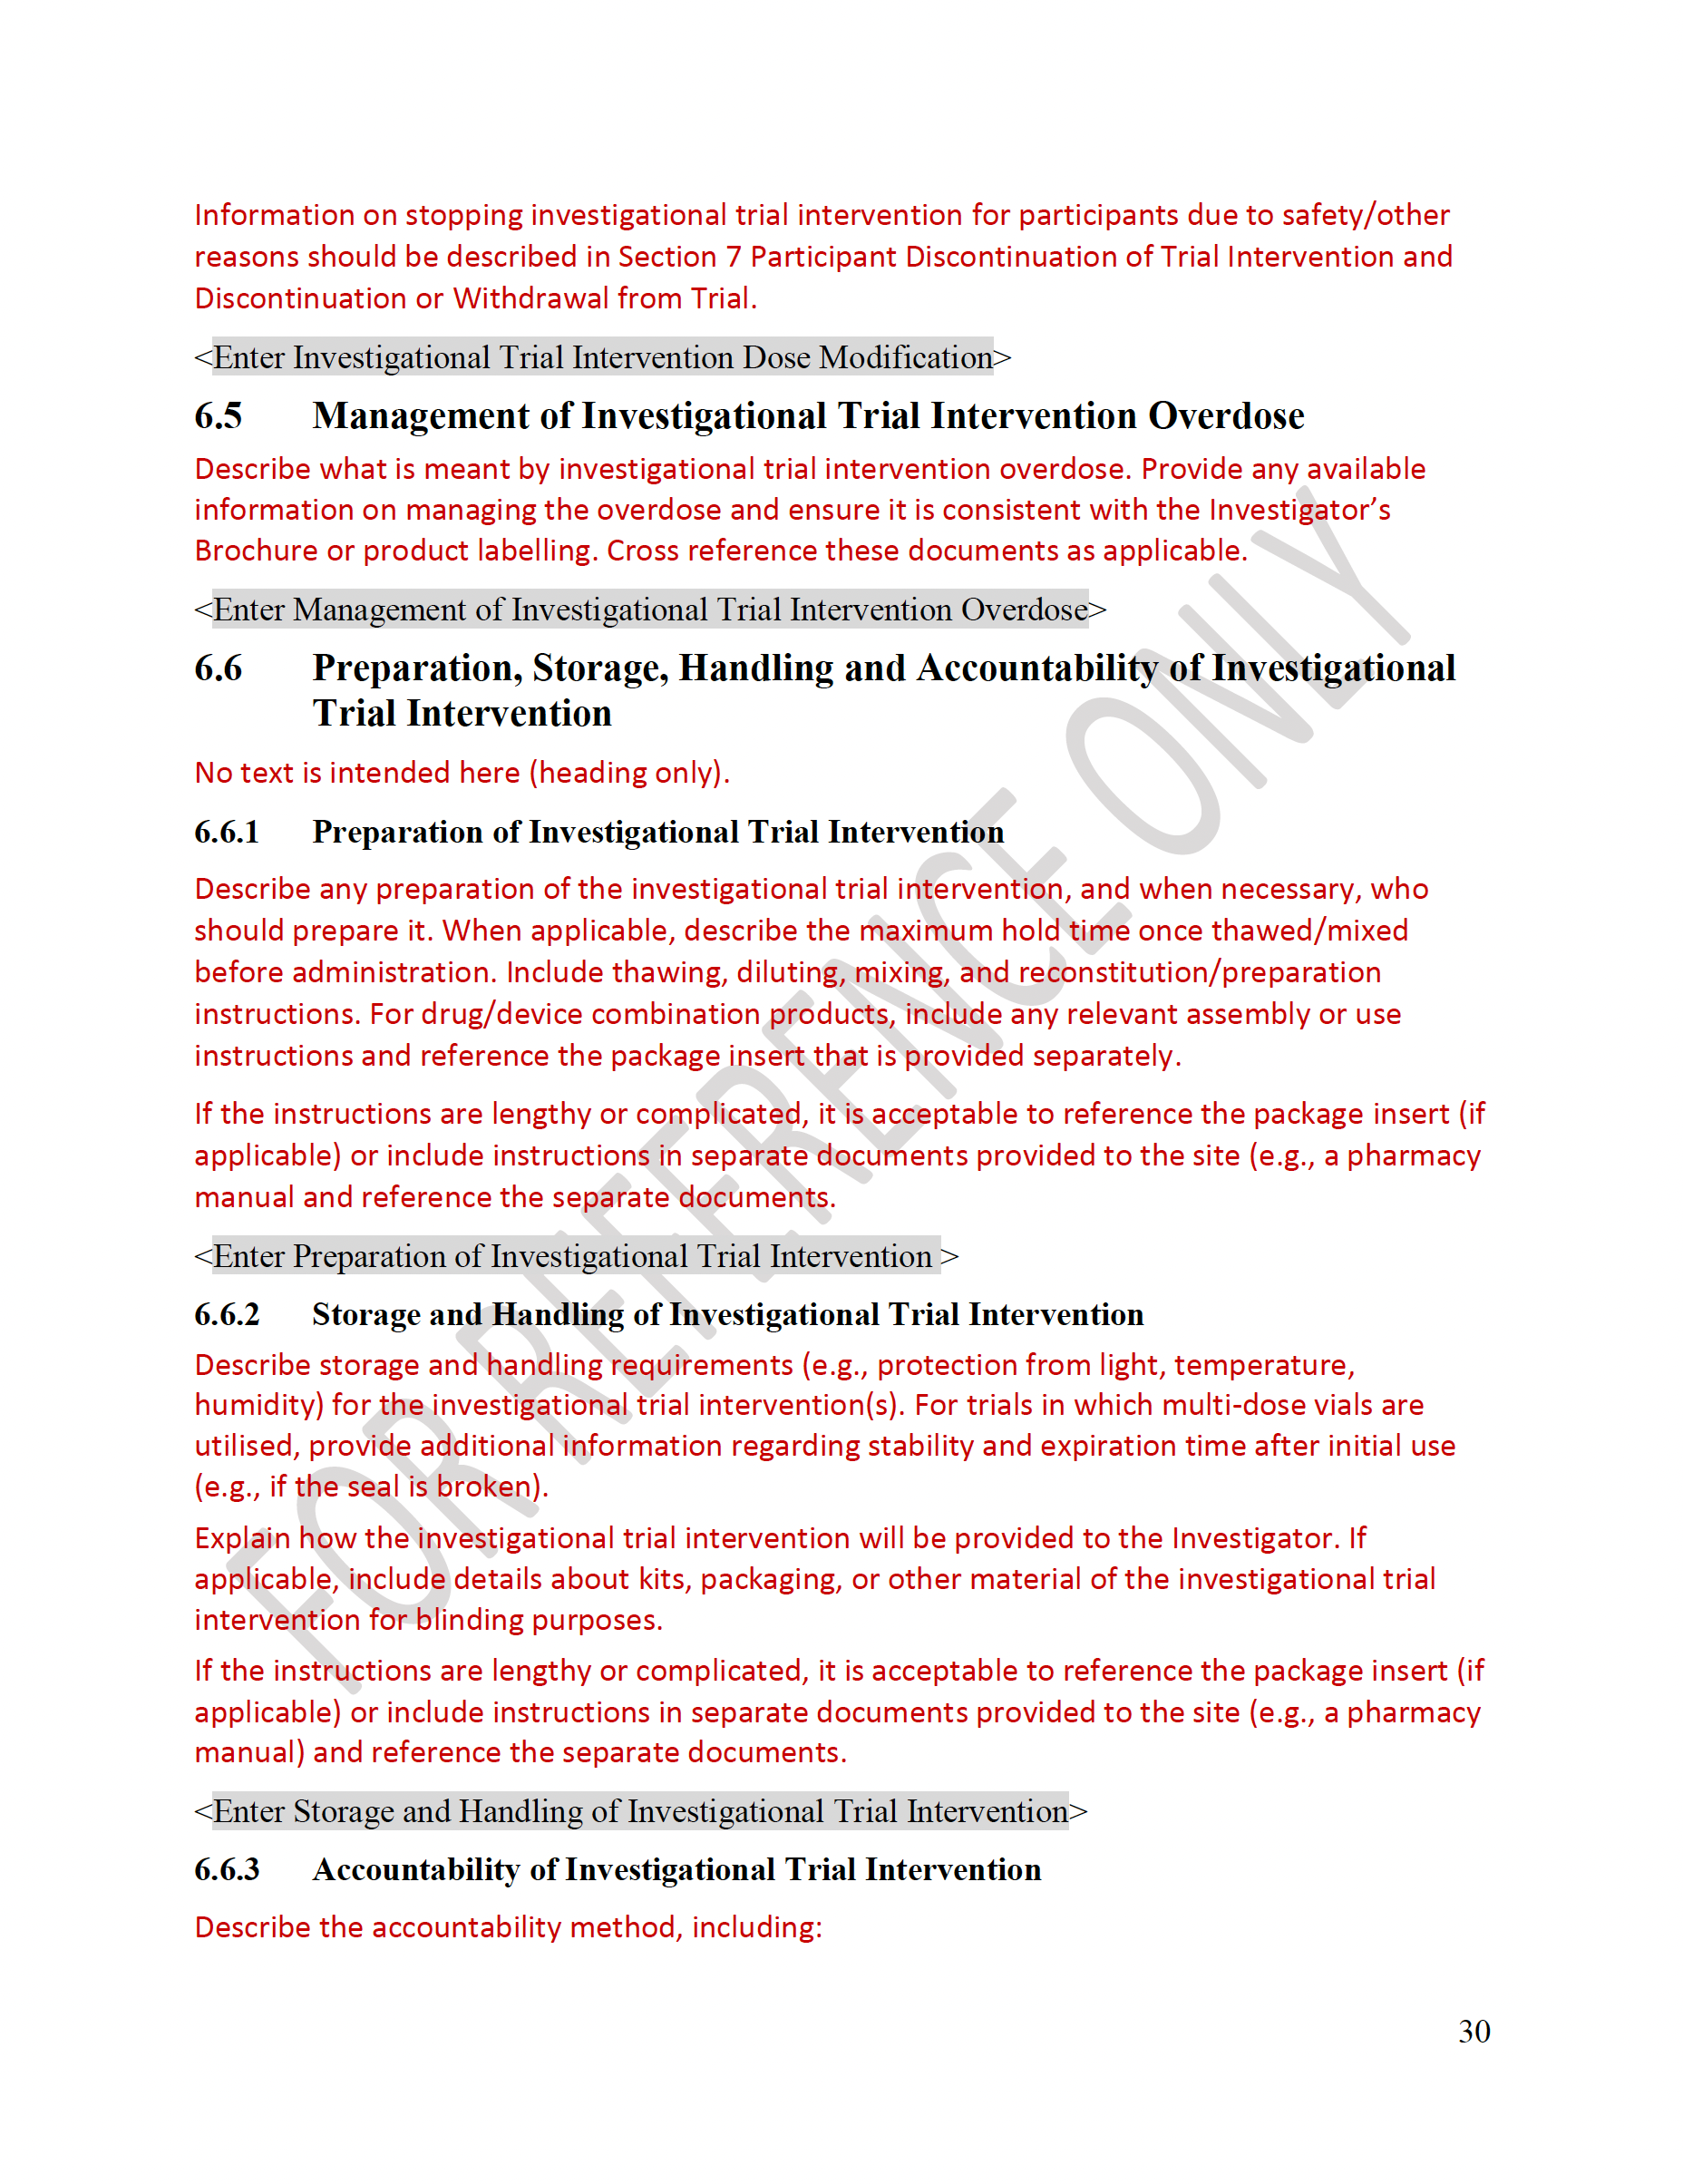 Information on stopping investigational trial intervention for participants due to safety/other
reasons should be described in Section 7 Participant Discontinuation of Trial Intervention and
Discontinuation or Withdrawal from Trial.
<Enter Investigational Trial Intervention Dose Modification>
6.5 Management of Investigational Trial Intervention Overdose
Describe what is meant by investigational trial intervention overdose. Provide any available
information on managing the overdose and ensure it is consistent with the Investigator’s
Brochure or product labelling. Cross reference these documents as applicable.
<Enter Management of Investigational Trial Intervention Overdose>
6.6 Preparation, Storage, Handling and Accountability of Investigational
Trial Intervention
No text is intended here (heading only).
6.6.1 Preparation of Investigational Trial Intervention
Describe any preparation of the investigational trial intervention, and when necessary, who
should prepare it. When applicable, describe the maximum hold time once thawed/mixed
before administration. Include thawing, diluting, mixing, and reconstitution/preparation
instructions. For drug/device combination products, include any relevant assembly or use
instructions and reference the package insert that is provided separately.
If the instructions are lengthy or complicated, it is acceptable to reference the package insert (if
applicable) or include instructions in separate documents provided to the site (e.g., a pharmacy
manual and reference the separate documents.
<Enter Preparation of Investigational Trial Intervention >
6.6.2 Storage and Handling of Investigational Trial Intervention
Describe storage and handling requirements (e.g., protection from light, temperature,
humidity) for the investigational trial intervention(s). For trials in which multi-dose vials are
utilised, provide additional information regarding stability and expiration time after initial use
(e.g., if the seal is broken).
Explain how the investigational trial intervention will be provided to the Investigator. If
applicable, include details about kits, packaging, or other material of the investigational trial
intervention for blinding purposes.
If the instructions are lengthy or complicated, it is acceptable to reference the package insert (if
applicable) or include instructions in separate documents provided to the site (e.g., a pharmacy
manual) and reference the separate documents.
<Enter Storage and Handling of Investigational Trial Intervention>
6.6.3 Accountability of Investigational Trial Intervention
Describe the accountability method, including:
30
FOR REFERENCE ONLY